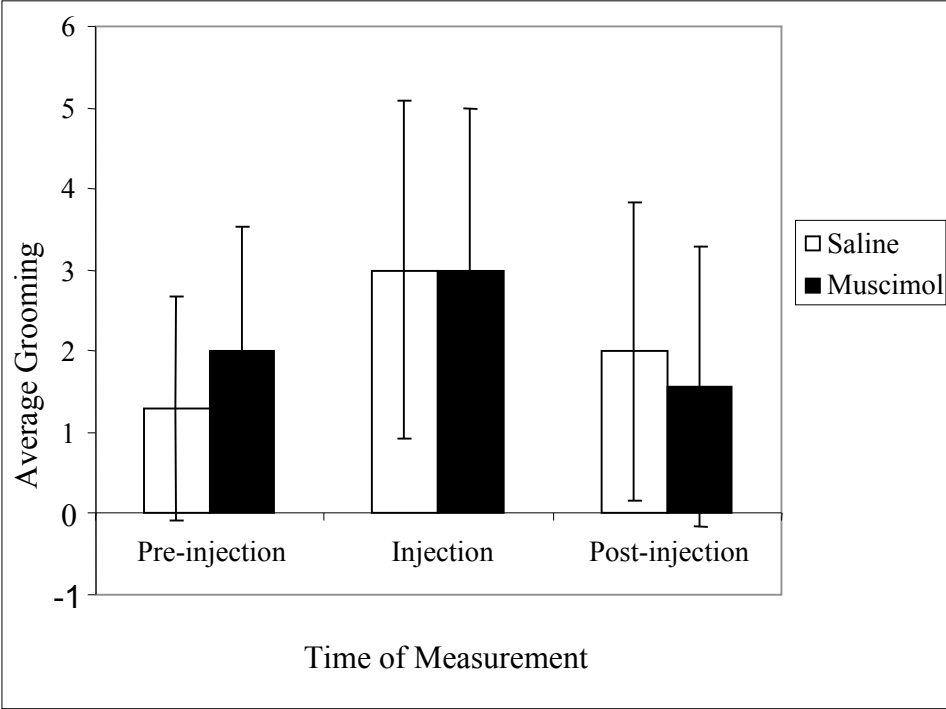 6
5
4
3
2
1
0
-1
Average Grooming
Pre-injection
Injection
Post-injection
Time of Measurement
Saline
Muscimol